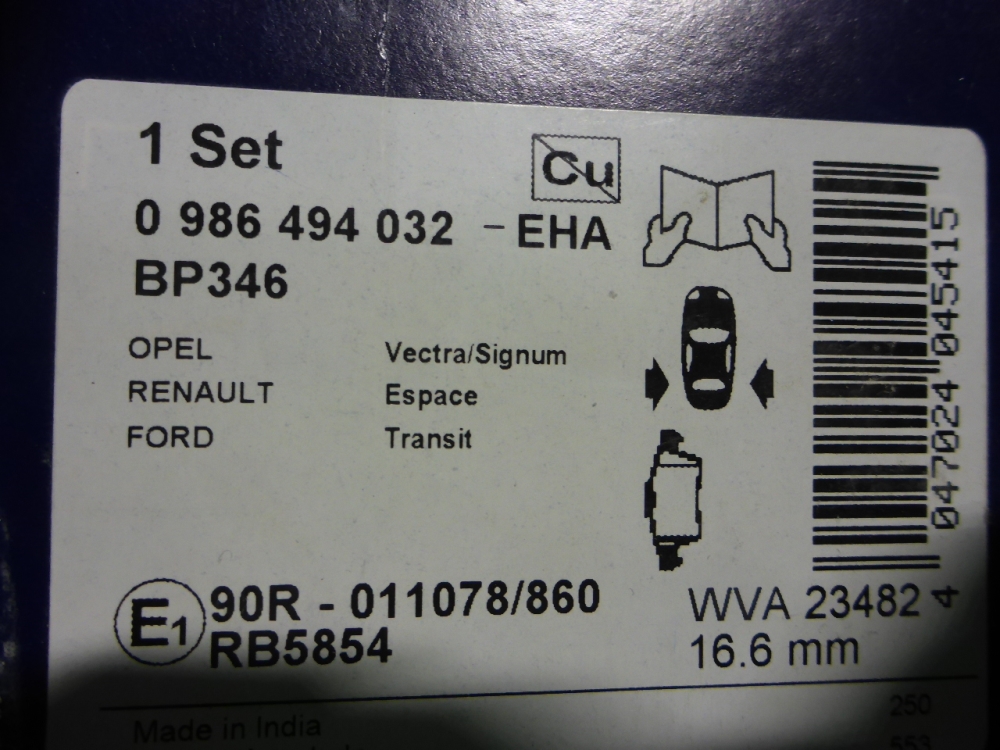 1 Set
Cu
0 986 494 032 - EHA
BP346
OPEL Vectra/Signum
RENAULT Espace
FORD Transit
4 047024 045415
E1 90R - 011078/860
RB5854
WVA 23482
16.6 mm
250
Made in India